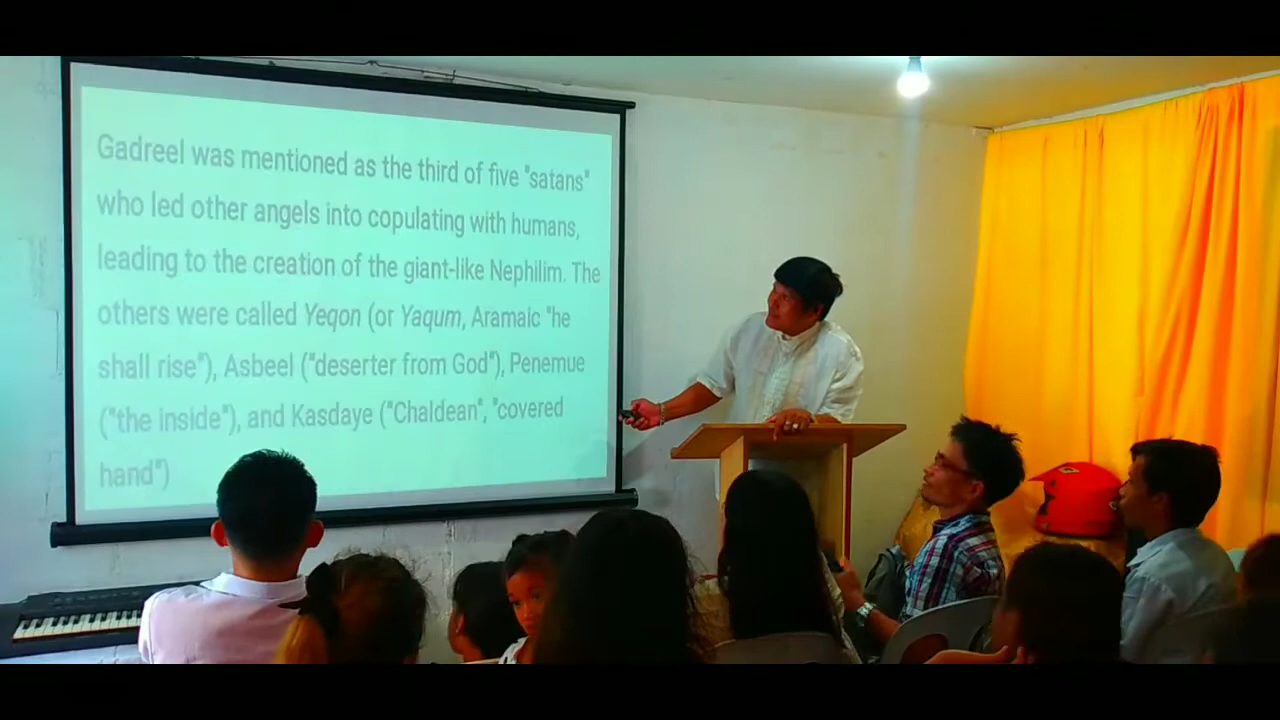 Gadreel was mentioned as the third of five "satans"
who led other angels into copulating with humans,
leading to the creation of the giant-like Nephilim. The
others were called Yeqon (or Yaqum, Aramaic "he
shall rise"), Asbeel ("deserter from God"), Penemue
("the inside"), and Kasdaye ("Chaldean", "covered
hand")